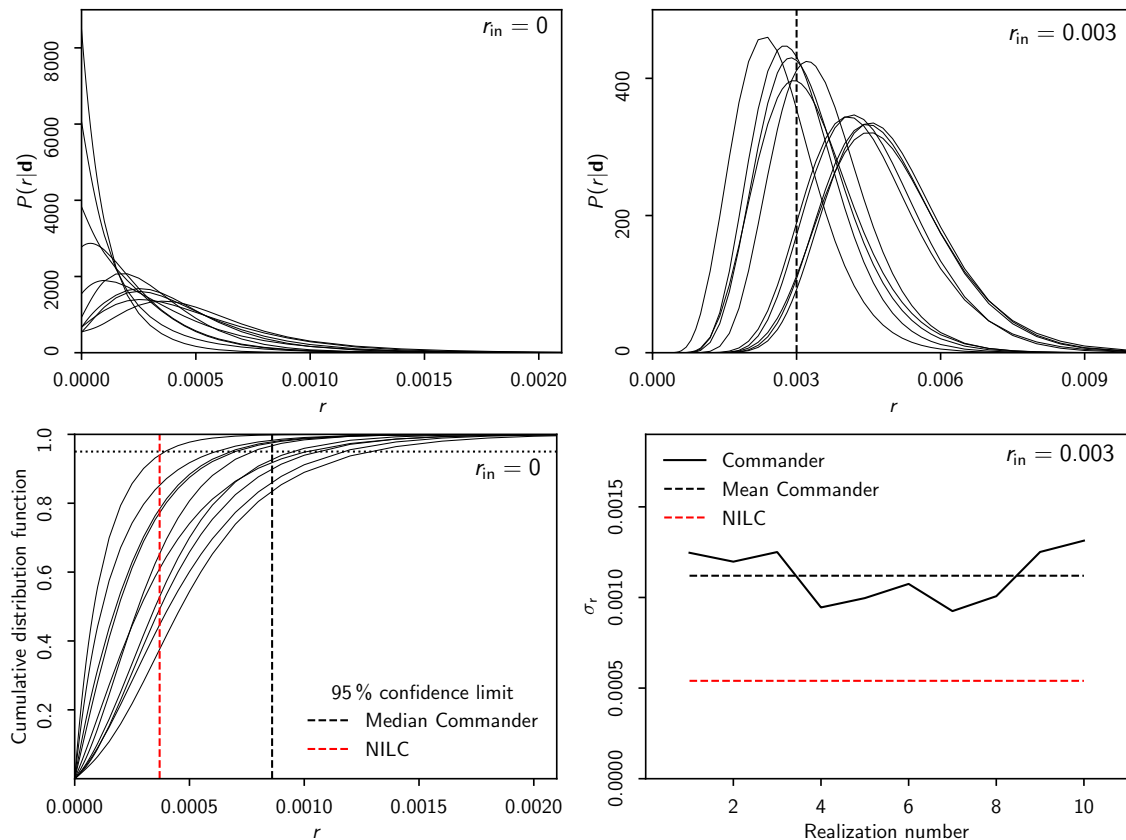 r_in = 0
P(r|d)
8000
6000
4000
2000
0
0.0000 0.0005 0.0010 0.0015 0.0020
r
r_in = 0.003
P(r|d)
400
200
0
0.000 0.003 0.006 0.009
r
r_in = 0
Cumulative distribution function
1.0
0.8
0.6
0.4
0.2
95 % confidence limit
Median Commander
NILC
0.0000 0.0005 0.0010 0.0015 0.0020
r
r_in = 0.003
Commander
Mean Commander
NILC
σ_r
0.0015
0.0010
0.0005
0.0000
2 4 6 8 10
Realization number